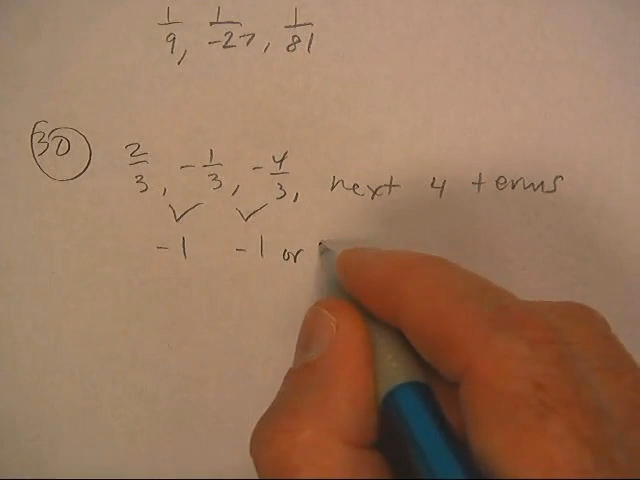 1/9, 1/-27, 1/81
30 2/3, -1/3, -4/3, next 4 terms
-1 -1 or